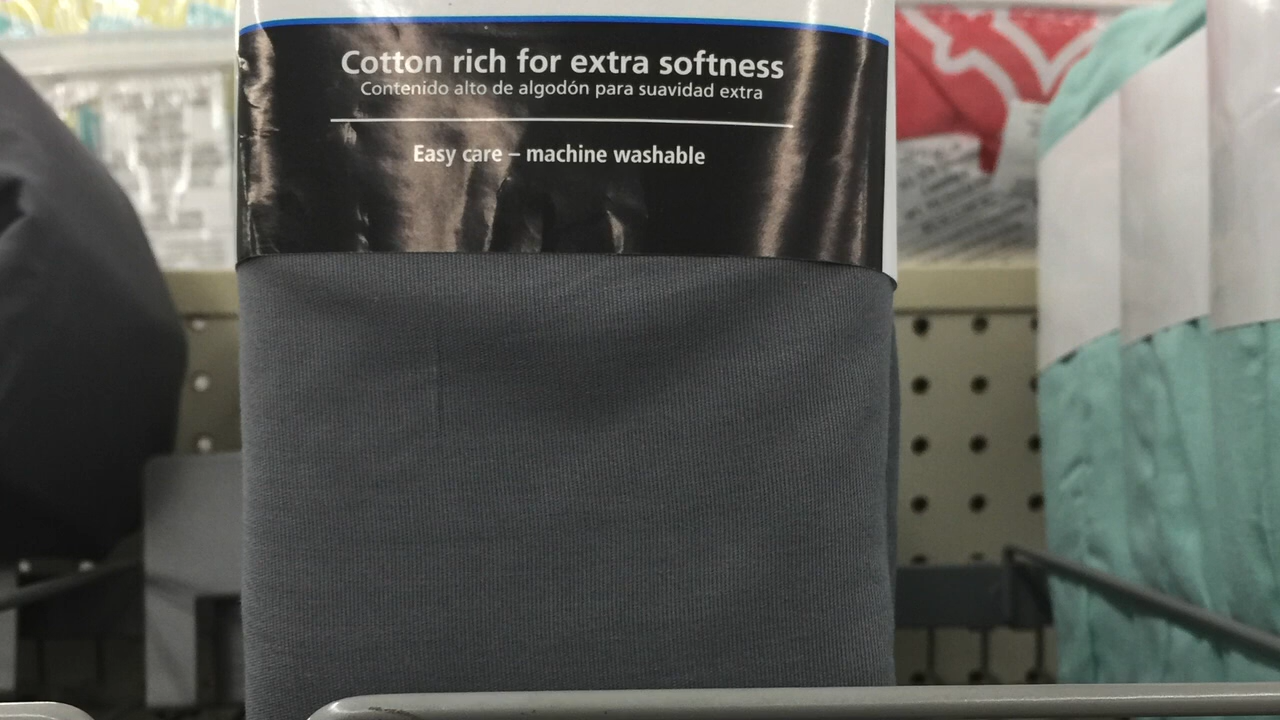 Cotton rich for extra softness
Contenido alto de algodón para suavidad extra
Easy care – machine washable